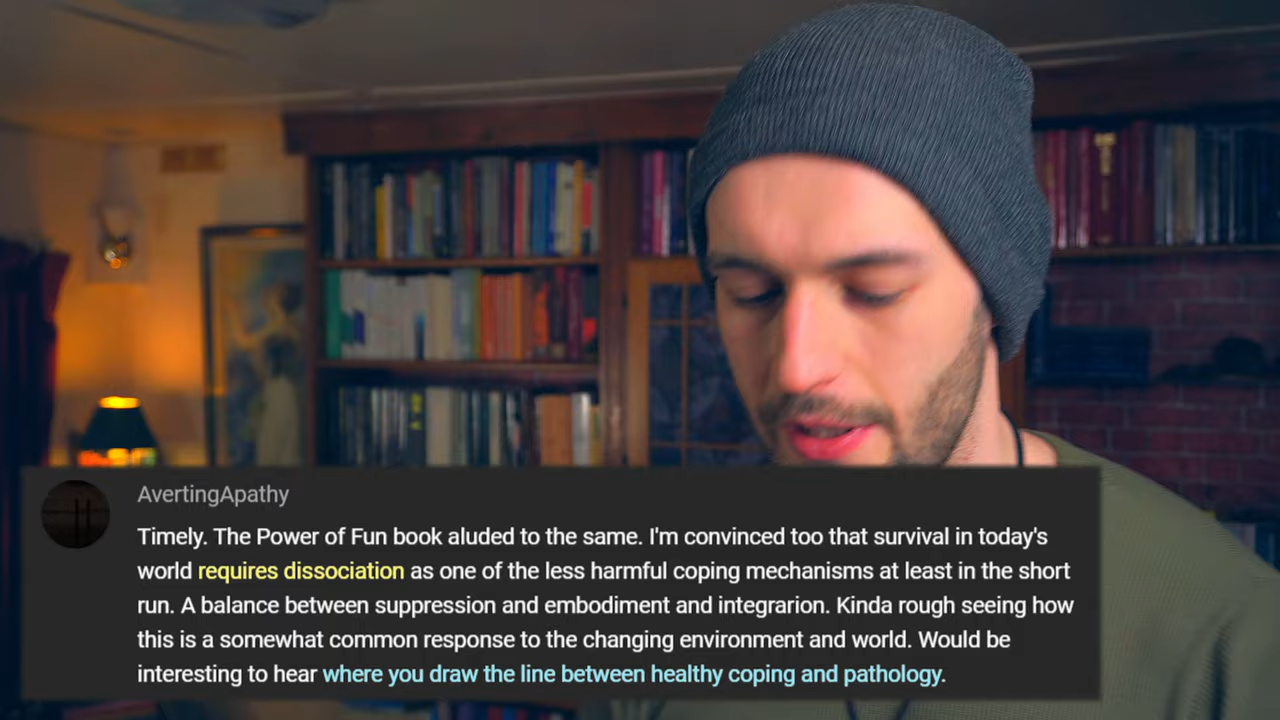 AvertingApathy
Timely. The Power of Fun book aluded to the same. I'm convinced too that survival in today's
world requires dissociation as one of the less harmful coping mechanisms at least in the short
run. A balance between suppression and embodiment and integrarion. Kinda rough seeing how
this is a somewhat common response to the changing environment and world. Would be
interesting to hear where you draw the line between healthy coping and pathology.